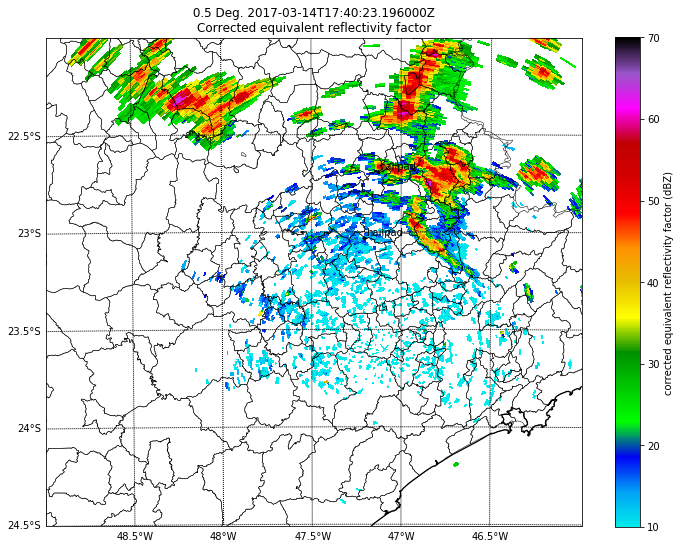 0.5 Deg. 2017-03-14T17:40:23.196000Z
Corrected equivalent reflectivity factor
70
60
50
40
30
20
10
corrected equivalent reflectivity factor (dBZ)
22.5°S
23°S
23.5°S
24°S
24.5°S
48.5°W
48°W
47.5°W
47°W
46.5°W
hailpad
hailpad